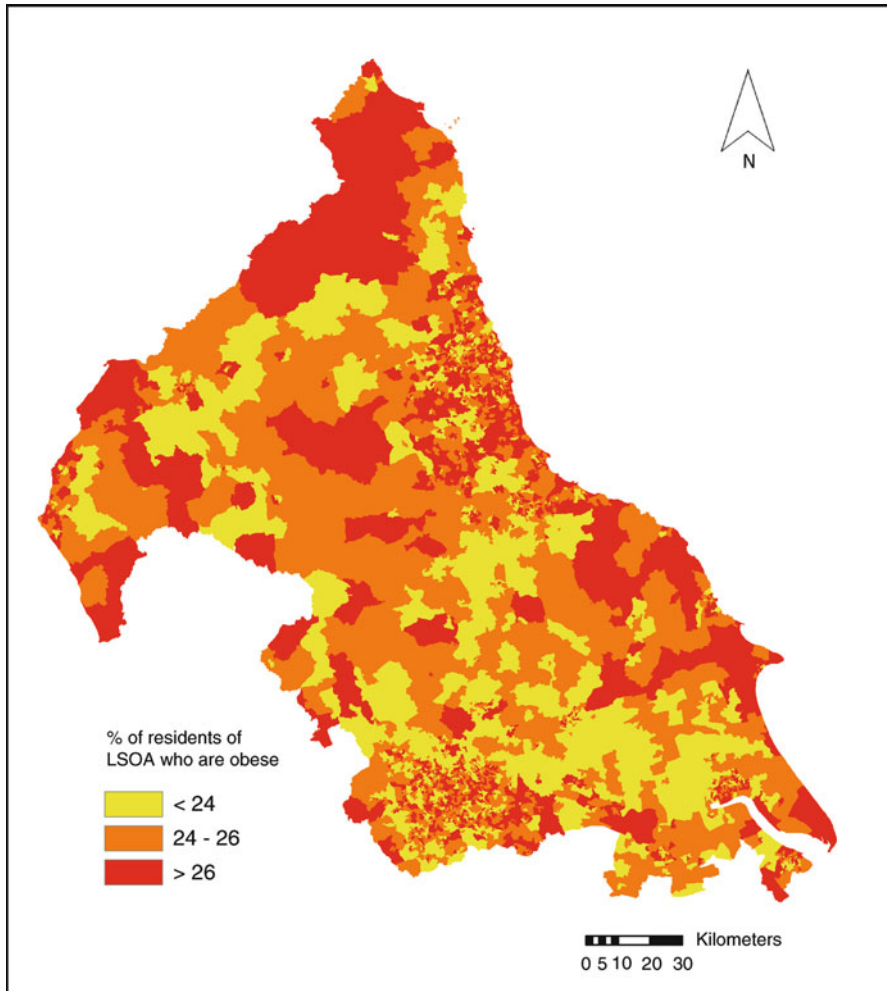 N
% of residents of
LSOA who are obese
< 24
24 - 26
> 26
Kilometers
0 5 10 20 30